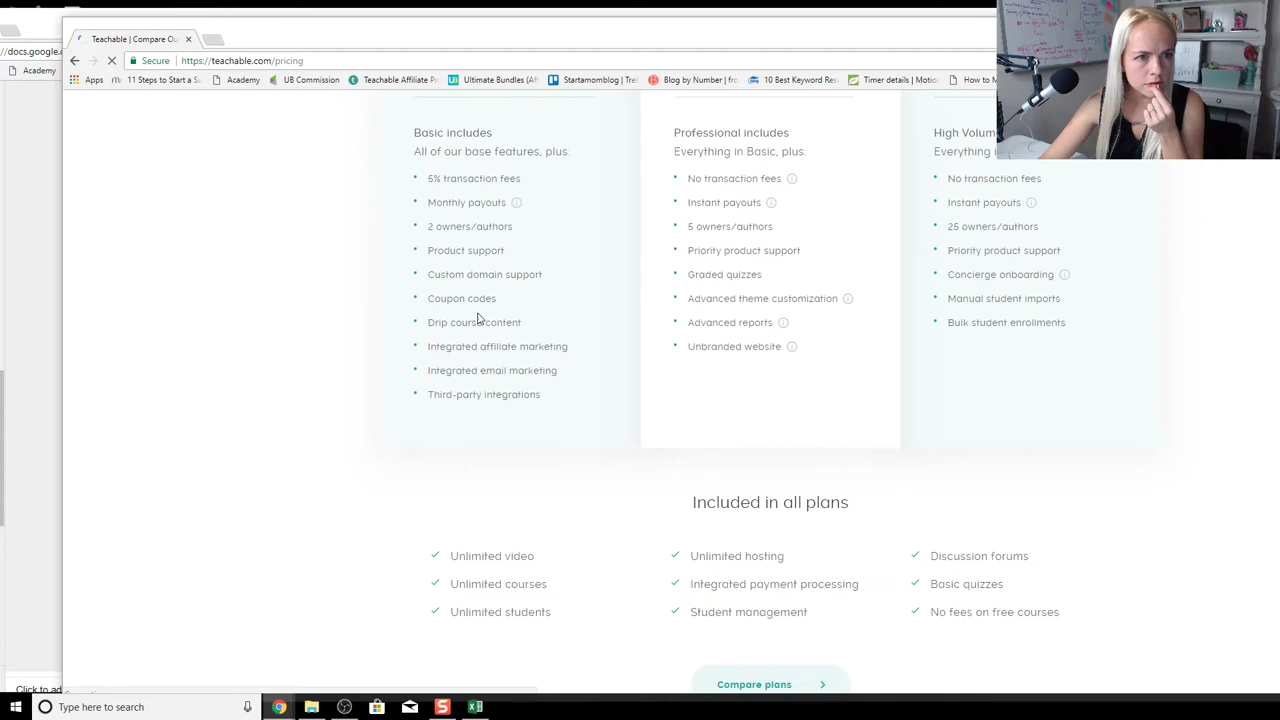 Teachable | Compare Ou
//docs.google.c
Secure
https://teachable.com/pricing
Academy
Apps
11 Steps to Start a S
Academy
UB Commission
Teachable Affiliate P
Ultimate Bundles (A
Startamomblog | Tre
Blog by Number | fro
10 Best Keyword Res
Timer details | Motio
How to M
Basic includes
All of our base features, plus:
5% transaction fees
Monthly payouts
2 owners/authors
Product support
Custom domain support
Coupon codes
Drip course content
Integrated affiliate marketing
Integrated email marketing
Third-party integrations
Professional includes
Everything in Basic, plus:
No transaction fees
Instant payouts
5 owners/authors
Priority product support
Graded quizzes
Advanced theme customization
Advanced reports
Unbranded website
High Volum
Everything i
No transaction fees
Instant payouts
25 owners/authors
Priority product support
Concierge onboarding
Manual student imports
Bulk student enrollments
Included in all plans
Unlimited video
Unlimited courses
Unlimited students
Unlimited hosting
Integrated payment processing
Student management
Discussion forums
Basic quizzes
No fees on free courses
Compare plans
Click to ad
Type here to search